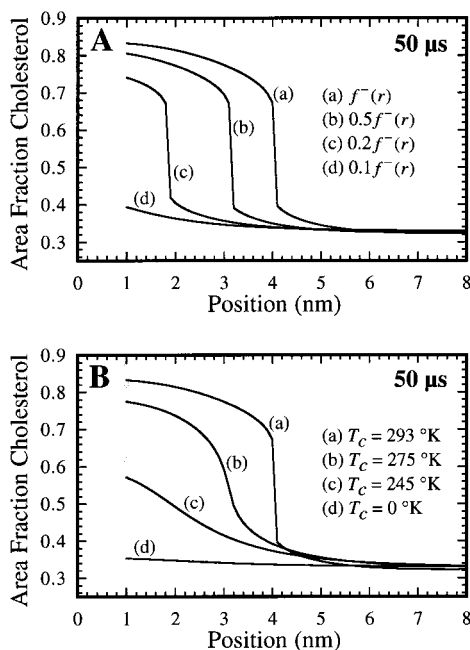 A
50 µs
Area Fraction Cholesterol
0.9
0.8
0.7
0.6
0.5
0.4
0.3
(a)
(b)
(c)
(d)
(a) f⁻(r)
(b) 0.5f⁻(r)
(c) 0.2f⁻(r)
(d) 0.1f⁻(r)
0 1 2 3 4 5 6 7 8
Position (nm)
B
50 µs
Area Fraction Cholesterol
0.9
0.8
0.7
0.6
0.5
0.4
0.3
(a)
(b)
(c)
(d)
(a) T_C = 293 °K
(b) T_C = 275 °K
(c) T_C = 245 °K
(d) T_C = 0 °K
0 1 2 3 4 5 6 7 8
Position (nm)